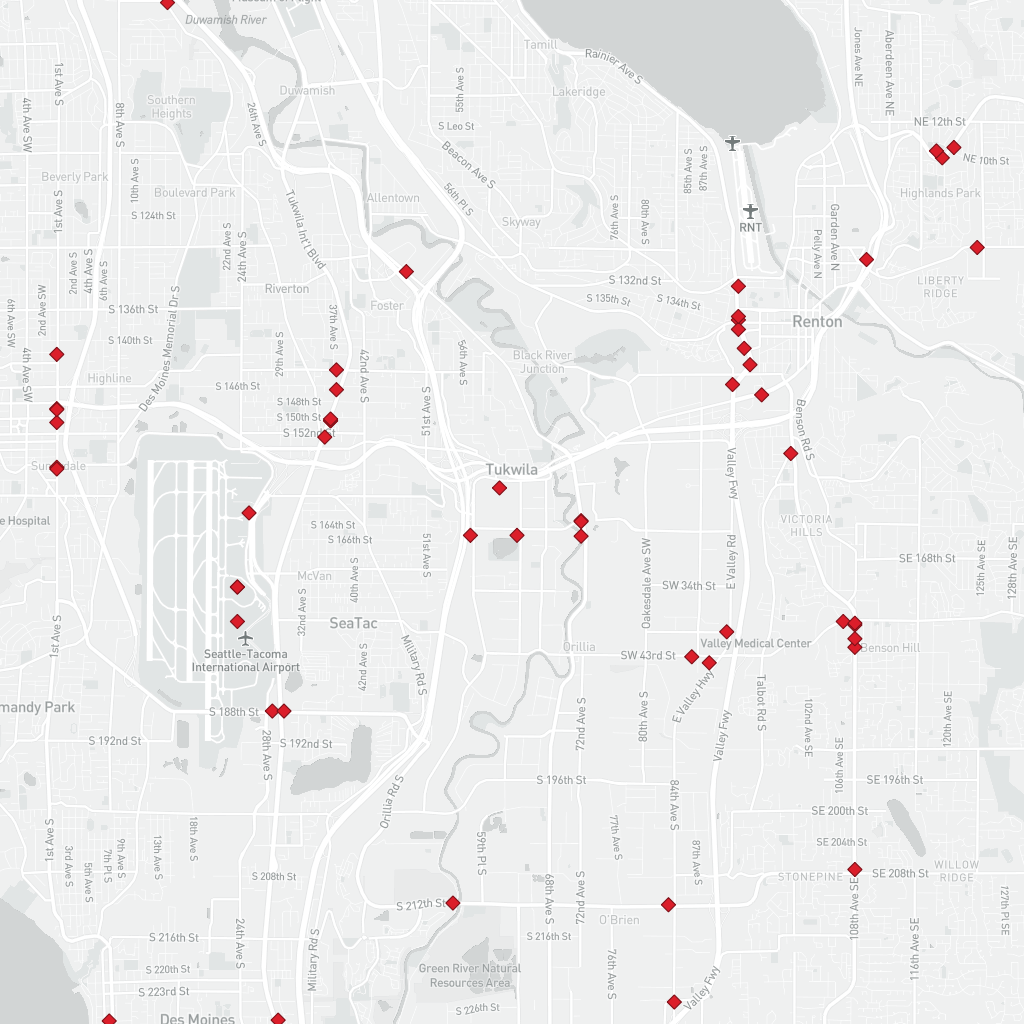 Duwamish River
Tamill
Rainier Ave S
Jones Ave NE
Aberdeen Ave NE
1st Ave S
4th Ave SW
8th Ave S
Southern
Heights
Duwamish
55th Ave S
Lakeridge
26th Ave S
S Leo St
NE 12th St
Beacon Ave S
85th Ave S
87th Ave S
NE 10th St
Beverly Park
10th Ave S
Boulevard Park
Allentown
56th Pl S
Highlands Park
1st Ave S
S 124th St
Tukwila Int'l Blvd
Skyway
76th Ave S
80th Ave S
RNT
Garden Ave N
Pelly Ave N
22nd Ave S
24th Ave S
2nd Ave S
4th Ave S
6th Ave S
S 132nd St
LIBERTY
RIDGE
Riverton
S 135th St
S 134th St
9th Ave SW
2nd Ave SW
S 136th St
Des Moines Memorial Dr S
37th Ave S
Foster
Renton
S 140th St
29th Ave S
42nd Ave S
56th Ave S
Black River
Junction
4th Ave SW
Highline
S 146th St
S 148th St
51st Ave S
S 150th St
S 152nd St
Benson Rd S
Sunnydale
Tukwila
Valley Fwy
e Hospital
S 164th St
S 166th St
51st Ave S
VICTORIA
HILLS
E Valley Rd
Oakesdale Ave SW
SE 168th St
125th Ave SE
128th Ave SE
McVan
40th Ave S
SW 34th St
32nd Ave S
SeaTac
1st Ave S
Seattle-Tacoma
International Airport
Military Rd S
42nd Ave S
Orillia
SW 43rd St
Valley Medical Center
Benson Hill
mandy Park
S 188th St
E Valley Hwy
80th Ave S
72nd Ave S
Talbot Rd S
102nd Ave SE
120th Ave SE
S 192nd St
S 192nd St
28th Ave S
Valley Fwy
106th Ave SE
S 196th St
SE 196th St
Orillia Rd S
84th Ave S
SE 200th St
1st Ave S
18th Ave S
59th Pl S
77th Ave S
87th Ave S
SE 204th St
3rd Ave S
5th Ave S
7th Pl S
9th Ave S
13th Ave S
S 208th St
68th Ave S
72nd Ave S
STONEPINE
SE 208th St
WILLOW
RIDGE
127th Pl SE
S 212th St
O'Brien
108th Ave SE
24th Ave S
Military Rd S
S 216th St
S 216th St
76th Ave S
116th Ave SE
S 220th St
Green River Natural
Resources Area
S 223rd St
S 226th St
Valley Fwy
Des Moines